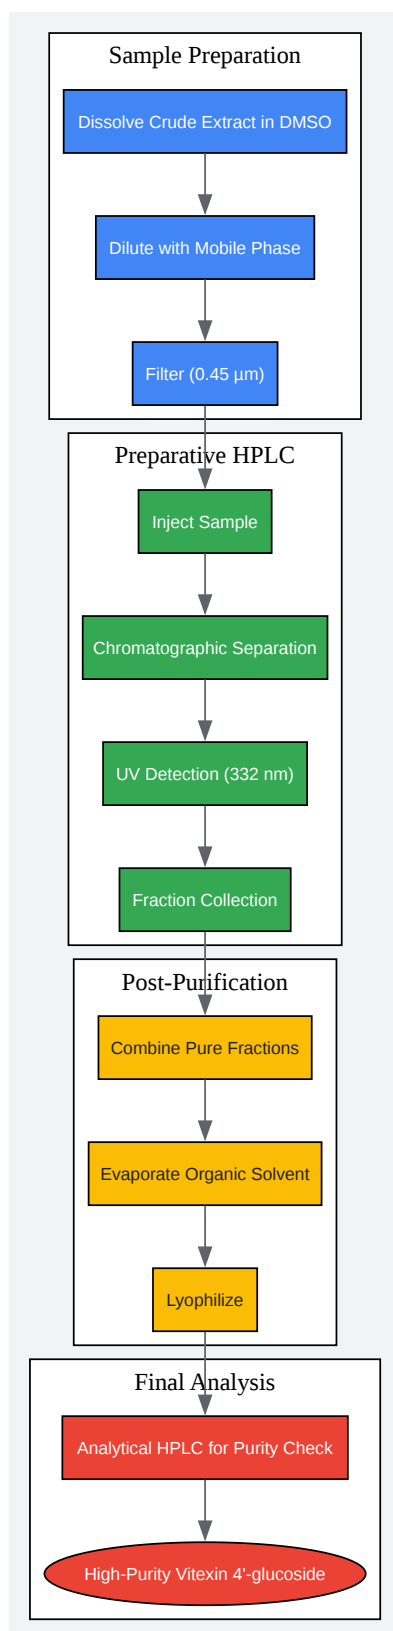 Sample Preparation
Dissolve Crude Extract in DMSO
Dilute with Mobile Phase
Filter (0.45 µm)
Preparative HPLC
Inject Sample
Chromatographic Separation
UV Detection (332 nm)
Fraction Collection
Post-Purification
Combine Pure Fractions
Evaporate Organic Solvent
Lyophilize
Final Analysis
Analytical HPLC for Purity Check
High-Purity Vitexin 4'-glucoside